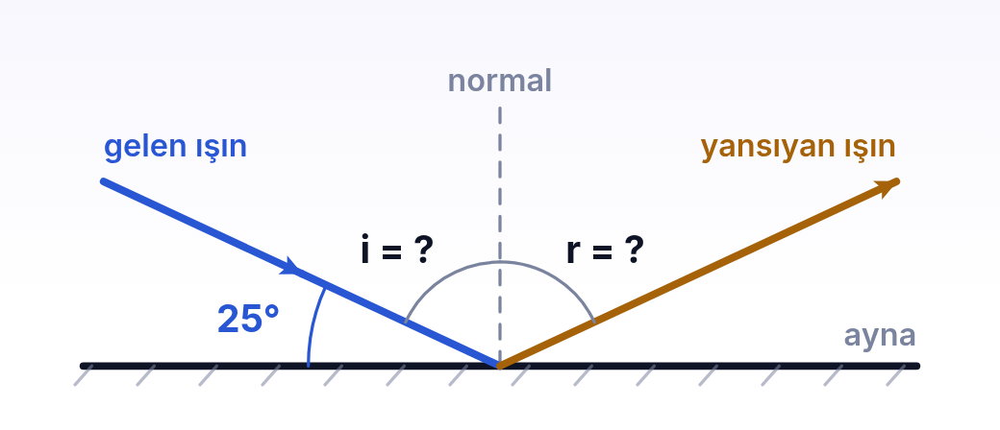 normal
gelen ışın
yansıyan ışın
i = ?
r = ?
25°
ayna